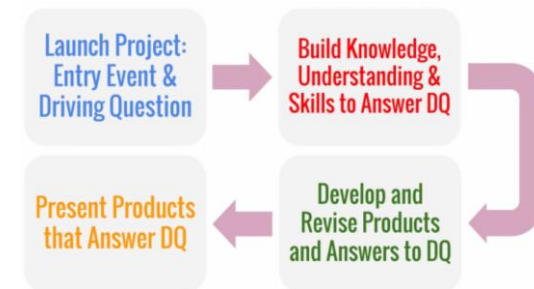 Launch Project:
Entry Event &
Driving Question
Build Knowledge,
Understanding &
Skills to Answer DQ
Develop and
Revise Products
and Answers to DQ
Present Products
that Answer DQ